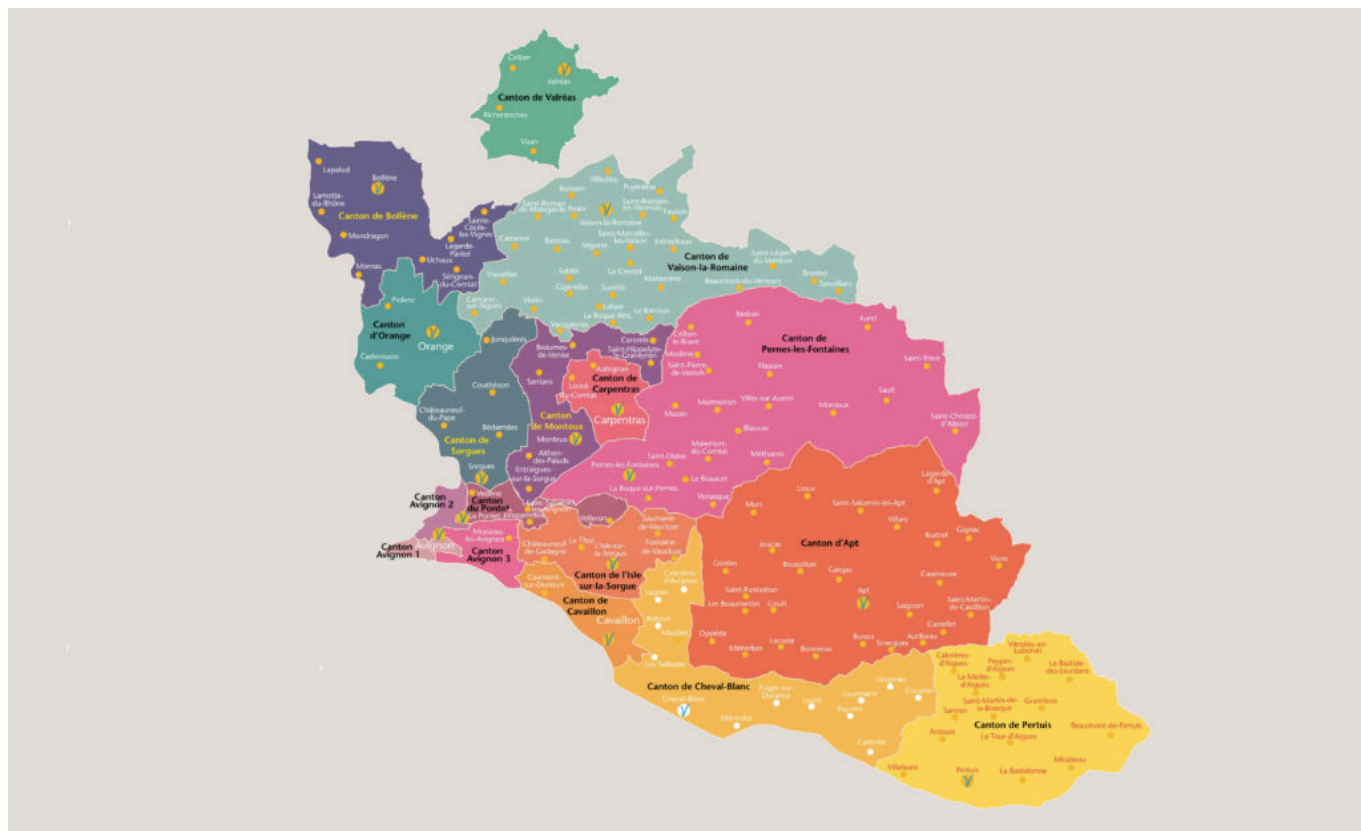 Grillon
Valréas
Canton de Valréas
Richerenches
Visan
Lapalud
Bollène
Lamotte-
du-Rhône
Canton de Bollène
Mondragon
Mornas
Sainte-
Cécile-
les-Vignes
Lagarde-
Paréol
Uchaux
Sérignan-
du-Comtat
Villedieu
Buisson
Puyméras
Saint-Roman-
de-Malegarde
Roaix
Saint-Romain-
en-Viennois
Vaison-la-Romaine
Faucon
Cairanne
Rasteau
Séguret
Saint-Marcellin-
les-Vaison
Entrechaux
Canton de
Vaison-la-Romaine
Saint-Léger-
du-Ventoux
Brantes
Savoillans
Travaillan
Sablet
Le Crestet
Malaucène
Beaumont-du-Ventoux
Gigondas
Suzette
Camaret-
sur-Aigues
Violès
Lafare
La Roque Alric
Le Barroux
Vacqueyras
Piolenc
Canton
d'Orange
Orange
Caderousse
Jonquières
Courthézon
Châteauneuf-
du-Pape
Bédarrides
Canton de
Sorgues
Sorgues
Beaumes-
de-Venise
Caromb
Saint-Hippolyte-
le-Graveyron
Sarrians
Aubignan
Loriol-
du-Comtat
Canton de
Carpentras
Carpentras
Canton
de Monteux
Monteux
Althen-
des-Paluds
Entraigues-
sur-la-Sorgue
Crillon-
le-Brave
Bédoin
Aurel
Canton de
Pernes-les-Fontaines
Modène
Saint-Pierre-
de-Vassols
Flassan
Saint-Trinit
Mazan
Mormoiron
Villes-sur-Auzon
Monieux
Sault
Saint-Christol-
d'Albion
Blauvac
Malemort-
du-Comtat
Saint-Didier
Méthamis
Pernes-les-Fontaines
Le Beaucet
La Roque-sur-Pernes
Venasque
Canton
Avignon 2
Vedène
Canton
du Pontet
Le Pontet
Jonquerettes
Velleron
Canton
Avignon 1
Avignon
Morières-
les-Avignon
Canton
Avignon 3
Châteauneuf-
de-Gadagne
Le Thor
L'Isle-sur-
la-Sorgue
Saumane-
de-Vaucluse
Fontaine-
de-Vaucluse
Canton de l'Isle
sur-la-Sorgue
Caumont-
sur-Durance
Canton de
Cavaillon
Cavaillon
Cabrières-
d'Avignon
Lagnes
Robion
Maubec
Les Taillades
Lagarde-
d'Apt
Lioux
Murs
Saint-Saturnin-les-Apt
Villars
Rustrel
Gignac
Joucas
Canton d'Apt
Viens
Gordes
Roussillon
Gargas
Caseneuve
Saint-Pantaléon
Les Beaumettes
Goult
Apt
Saignon
Saint-Martin-
de-Castillon
Castellet
Oppède
Ménerbes
Lacoste
Bonnieux
Buoux
Sivergues
Auribeau
Canton de Cheval-Blanc
Cheval-Blanc
Mérindol
Puget-sur-
Durance
Lauris
Lourmarin
Puyvert
Vaugines
Cucuron
Cadenet
Cabrières-
d'Aigues
Vitrolles-en-
Luberon
Peypin-
d'Aigues
La Bastide-
des-Jourdans
La Motte-
d'Aigues
Saint-Martin-de-
la-Brasque
Grambois
Sannes
Canton de Pertuis
Ansouis
La Tour-d'Aigues
Beaumont-de-Pertuis
Mirabeau
Villelaure
Pertuis
La Bastidonne